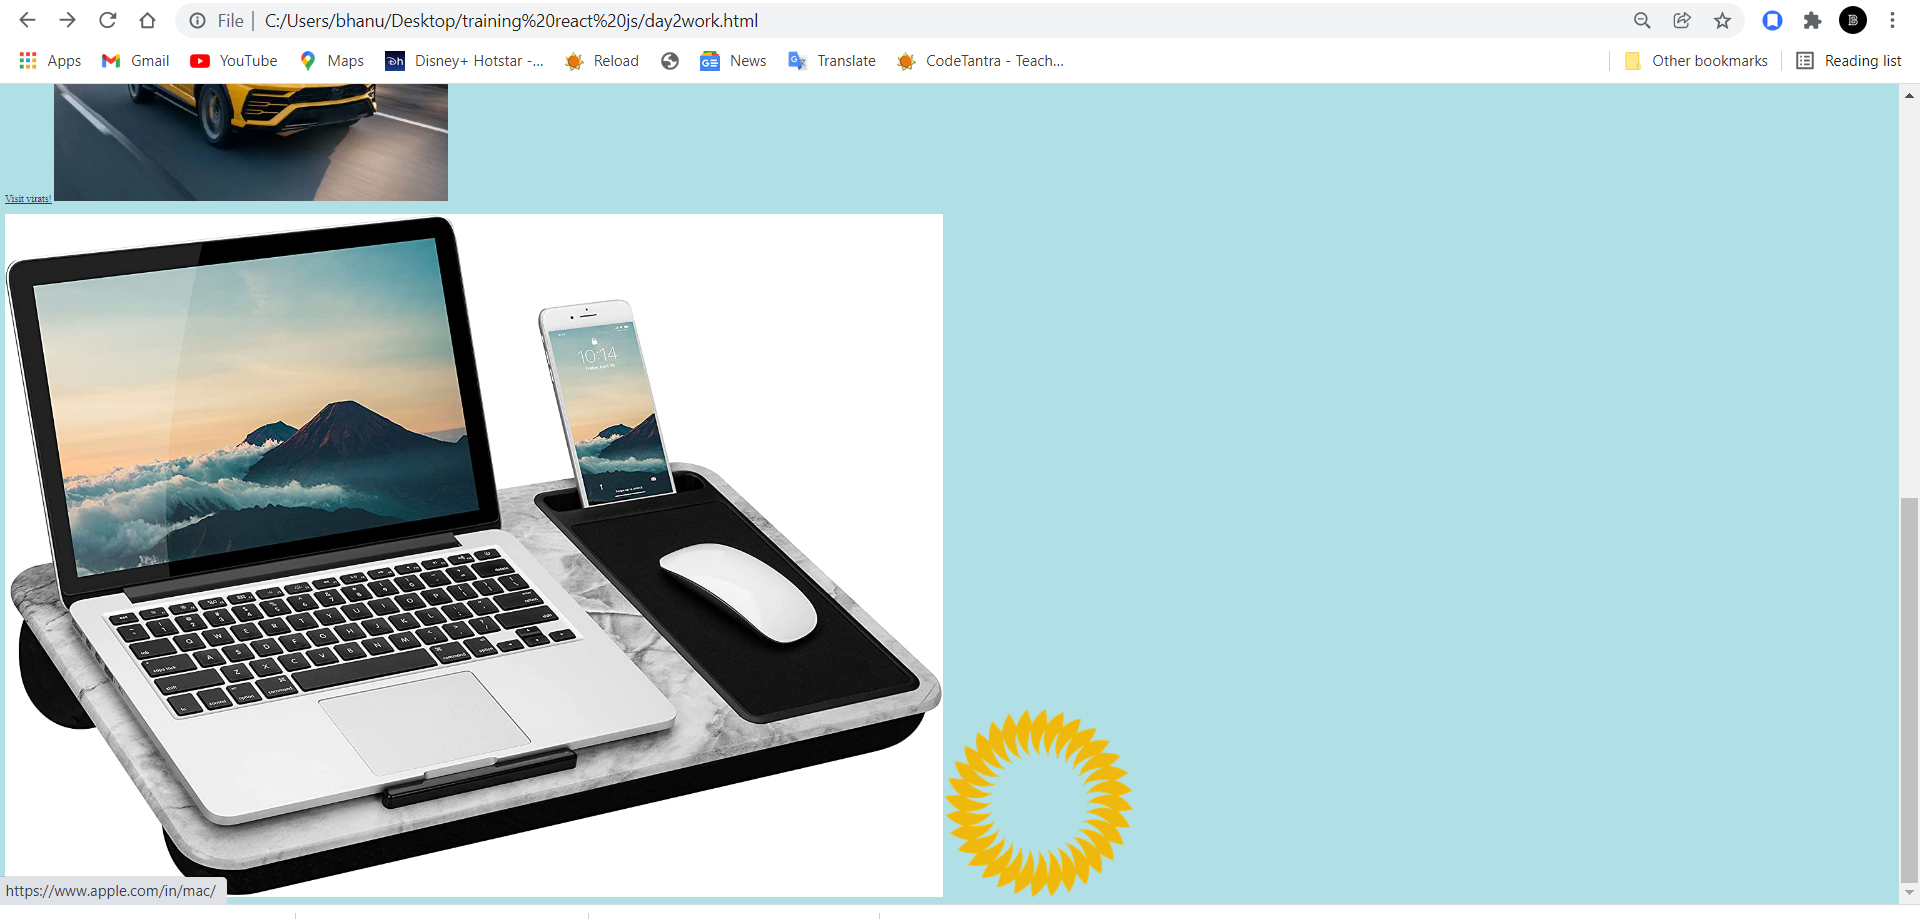 File | C:/Users/bhanu/Desktop/training%20react%20js/day2work.html
Apps Gmail YouTube Maps Disney+ Hotstar -... Reload News Translate CodeTantra - Teach... Other bookmarks Reading list
Visit virats!
10:14
https://www.apple.com/in/mac/